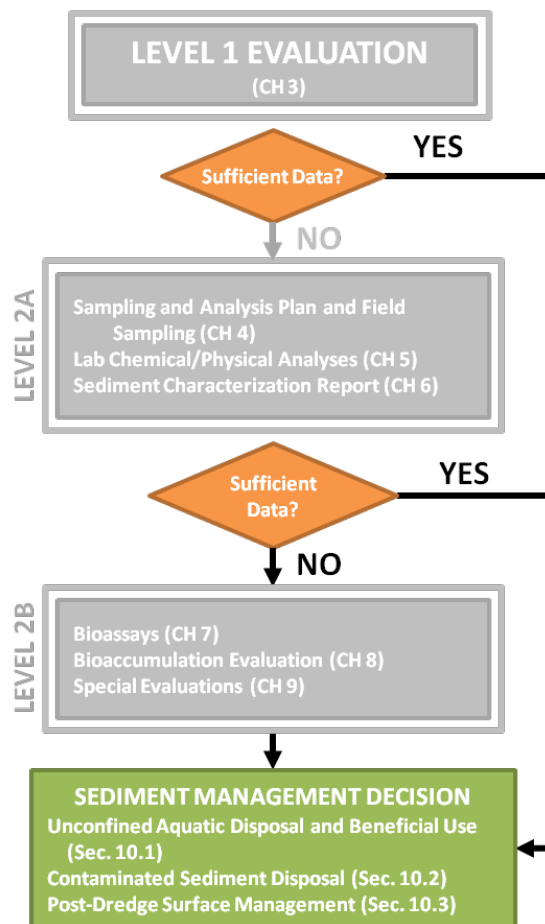 LEVEL 1 EVALUATION
(CH 3)
YES
Sufficient Data?
NO
LEVEL 2A
Sampling and Analysis Plan and Field
Sampling (CH 4)
Lab Chemical/Physical Analyses (CH 5)
Sediment Characterization Report (CH 6)
YES
Sufficient
Data?
NO
LEVEL 2B
Bioassays (CH 7)
Bioaccumulation Evaluation (CH 8)
Special Evaluations (CH 9)
SEDIMENT MANAGEMENT DECISION
Unconfined Aquatic Disposal and Beneficial Use
(Sec. 10.1)
Contaminated Sediment Disposal (Sec. 10.2)
Post-Dredge Surface Management (Sec. 10.3)